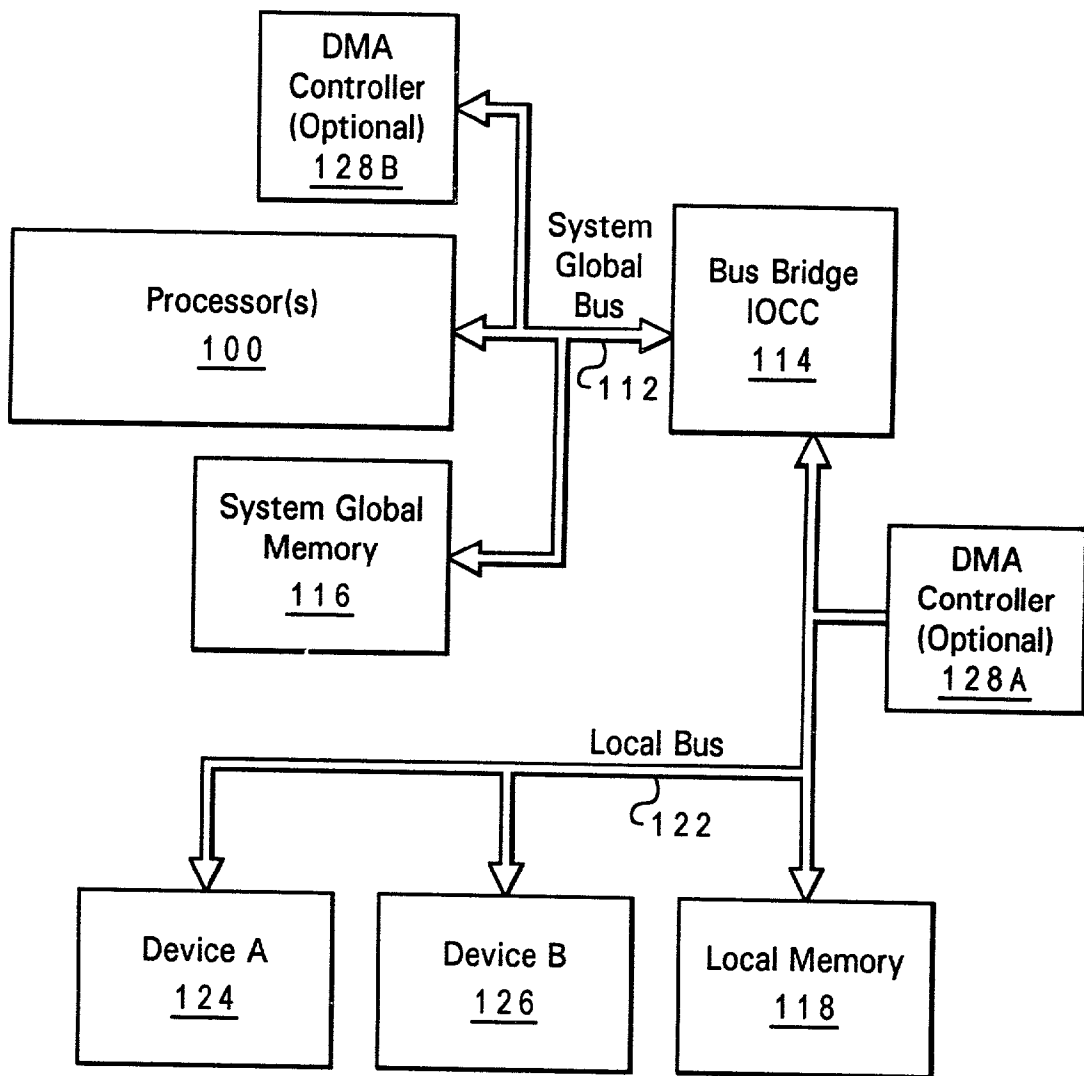 DMA
Controller
(Optional)
128B
Processor(s)
100
System
Global
Bus
112
Bus Bridge
IOCC
114
System Global
Memory
116
DMA
Controller
(Optional)
128A
Local Bus
122
Device A
124
Device B
126
Local Memory
118